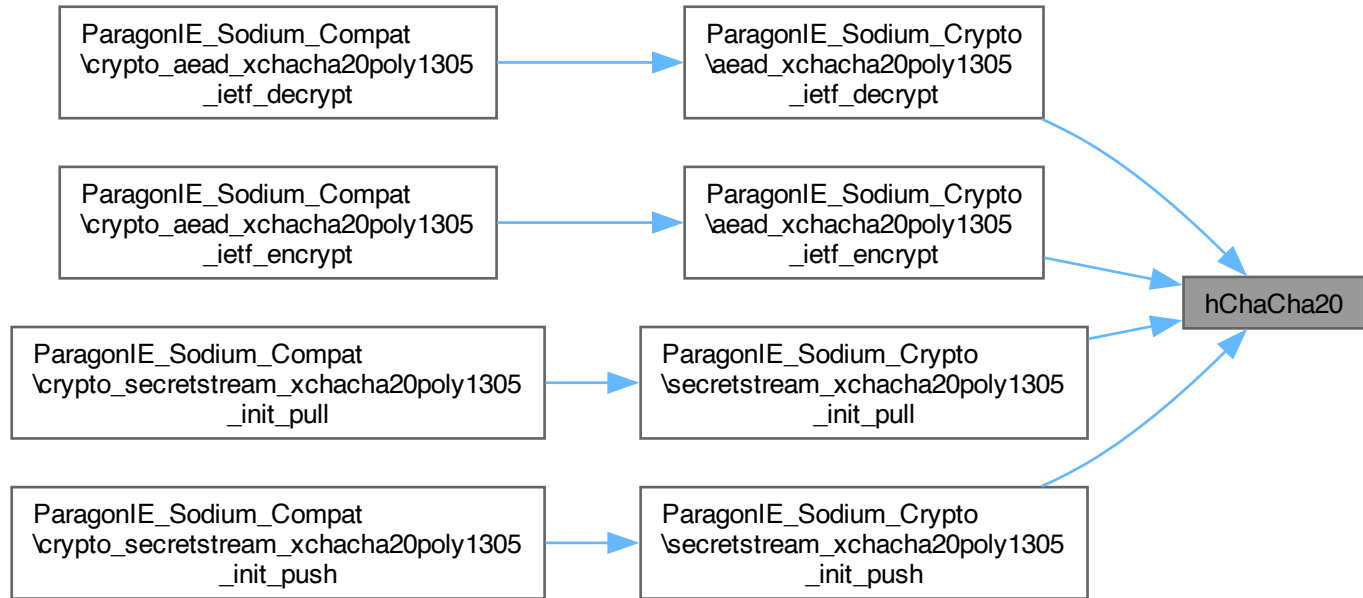 ParagonIE_Sodium_Compat
\crypto_aead_xchacha20poly1305
_ietf_decrypt
ParagonIE_Sodium_Crypto
\aead_xchacha20poly1305
_ietf_decrypt
ParagonIE_Sodium_Compat
\crypto_aead_xchacha20poly1305
_ietf_encrypt
ParagonIE_Sodium_Crypto
\aead_xchacha20poly1305
_ietf_encrypt
hChaCha20
ParagonIE_Sodium_Compat
\crypto_secretstream_xchacha20poly1305
_init_pull
ParagonIE_Sodium_Crypto
\secretstream_xchacha20poly1305
_init_pull
ParagonIE_Sodium_Compat
\crypto_secretstream_xchacha20poly1305
_init_push
ParagonIE_Sodium_Crypto
\secretstream_xchacha20poly1305
_init_push